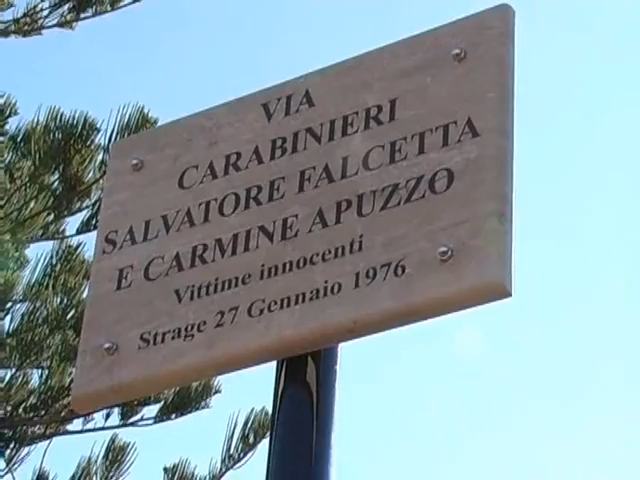 VIA
CARABINIERI
SALVATORE FALCETTA
E CARMINE APUZZO
Vittime innocenti
Strage 27 Gennaio 1976